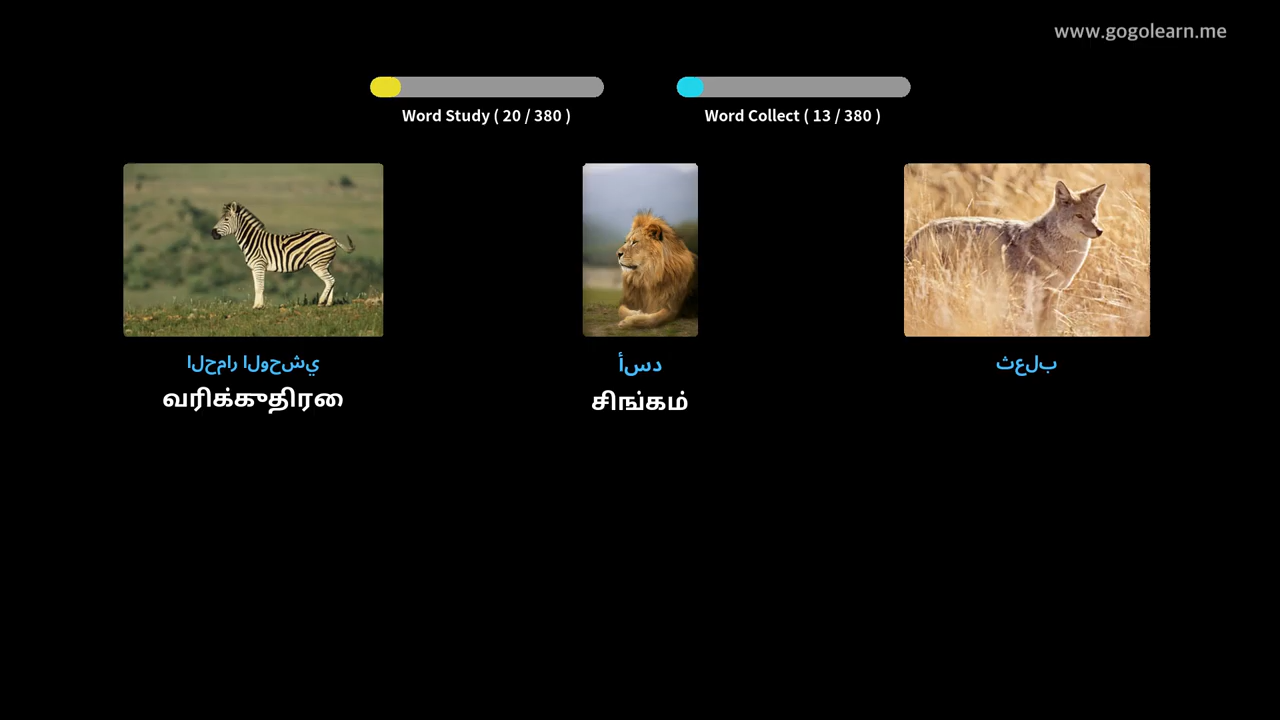 www.gogolearn.me
Word Study ( 20 / 380 )
Word Collect ( 13 / 380 )
الحمار الوحشي
வரிக்குதிரை
أسد
சிங்கம்
ثعلب